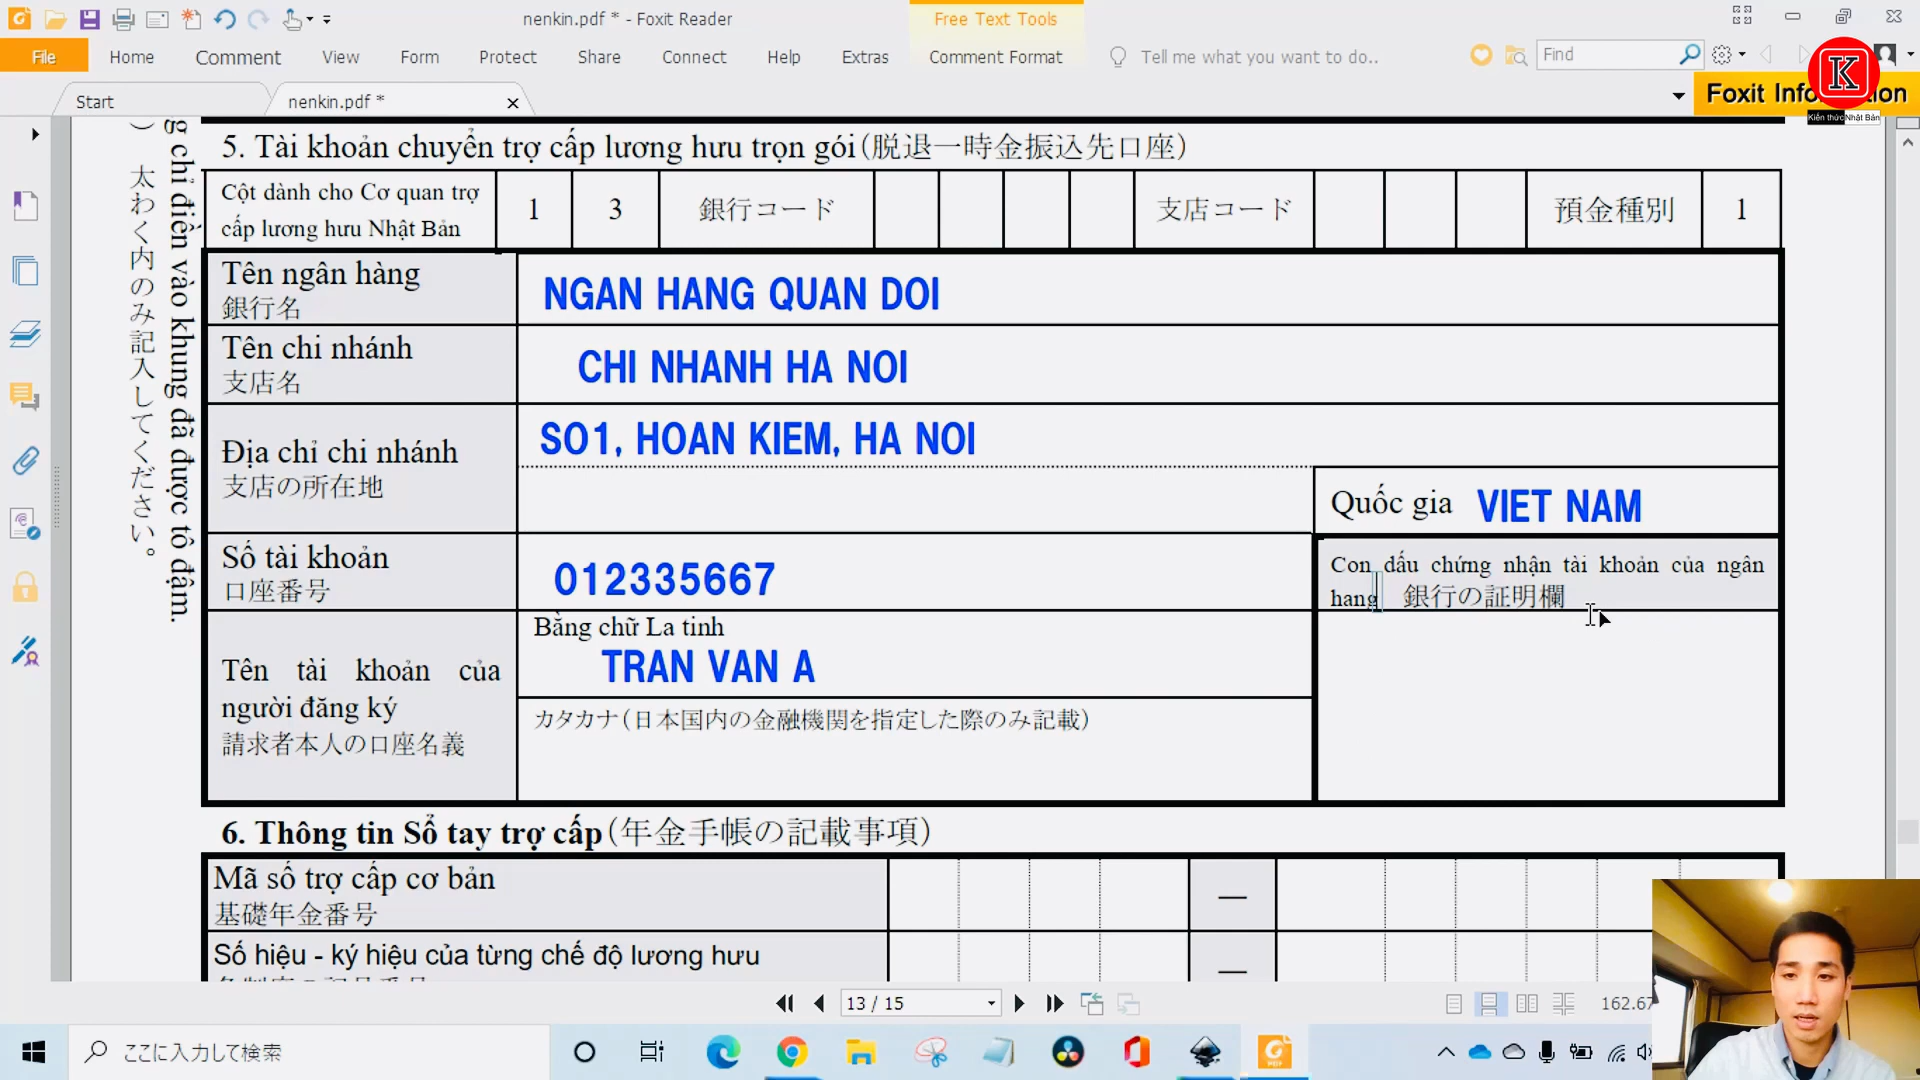 nenkin.pdf * - Foxit Reader
Free Text Tools
File Home Comment View Form Protect Share Connect Help Extras Comment Format Tell me what you want to do.. Find
Start nenkin.pdf *
Foxit
K
Kiến thức Nhật Bản
g chỉ điền vào khung đã được tô đậm.
) 太わく内のみ記入してください。
5. Tài khoản chuyển trợ cấp lương hưu trọn gói(脱退一時金振込先口座)
Cột dành cho Cơ quan trợ
cấp lương hưu Nhật Bản
1 3 銀行コード 支店コード 預金種別 1
Tên ngân hàng
銀行名
NGAN HANG QUAN DOI
Tên chi nhánh
支店名
CHI NHANH HA NOI
Địa chỉ chi nhánh
支店の所在地
SO1, HOAN KIEM, HA NOI
Quốc gia VIET NAM
Số tài khoản
口座番号
012335667
Con dấu chứng nhận tài khoản của ngân
hang 銀行の証明欄
Tên tài khoản của
người đăng ký
請求者本人の口座名義
Bằng chữ La tinh
TRAN VAN A
カタカナ(日本国内の金融機関を指定した際のみ記載)
6. Thông tin Sổ tay trợ cấp(年金手帳の記載事項)
Mã số trợ cấp cơ bản
基礎年金番号
—
Số hiệu - ký hiệu của từng chế độ lương hưu
—
13 / 15
162.67
ここに入力して検索